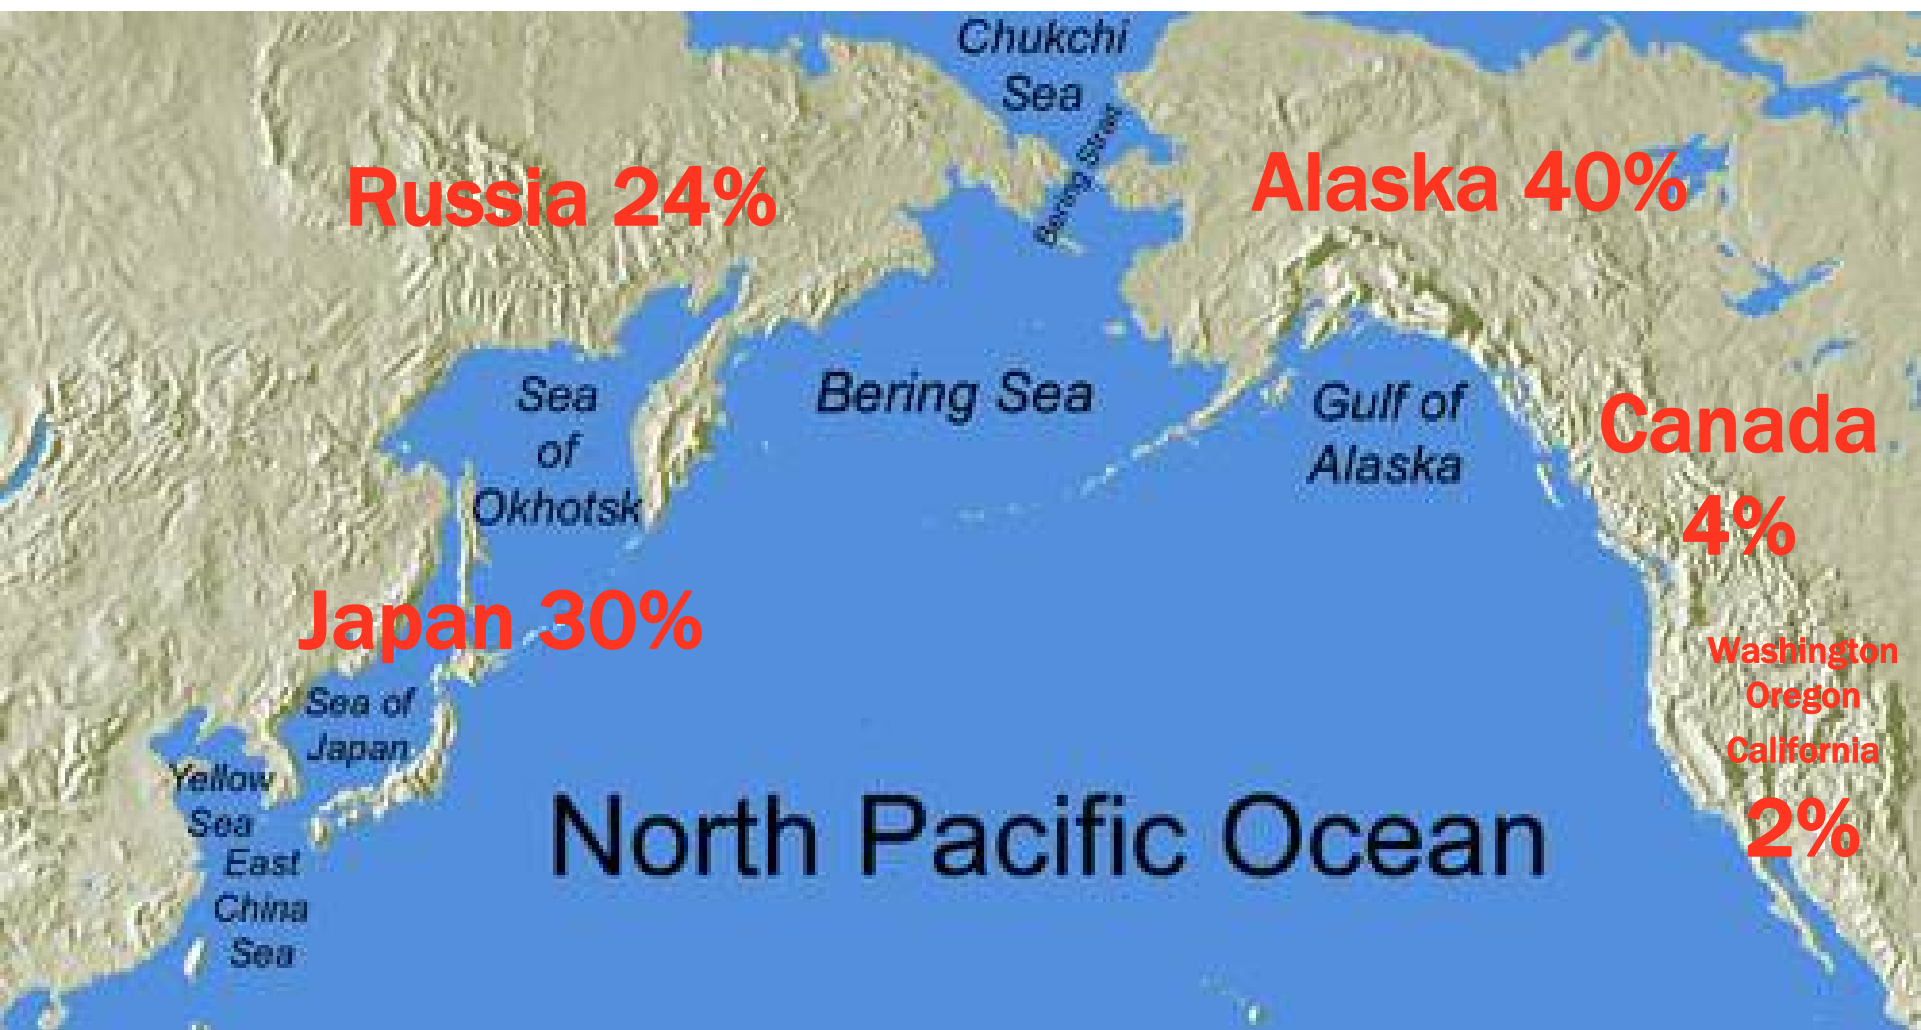 Chukchi
Sea
Bering Strait
Russia 24%
Alaska 40%
Sea
of
Okhotsk
Bering Sea
Gulf of
Alaska
Canada
4%
Japan 30%
Washington
Oregon
California
2%
Sea of
Japan
Yellow
Sea
East
China
Sea
North Pacific Ocean